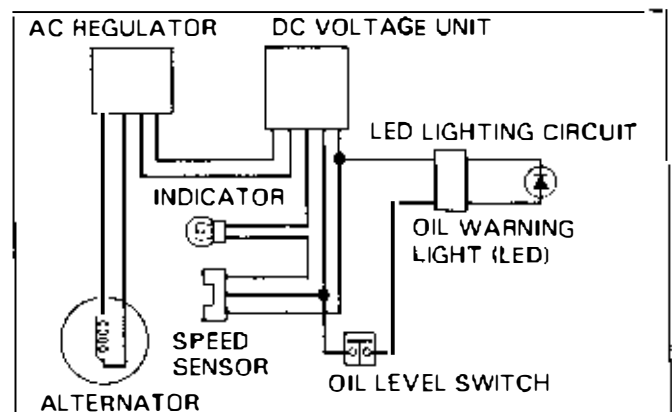 AC REGULATOR
DC VOLTAGE UNIT
LED LIGHTING CIRCUIT
INDICATOR
OIL WARNING
LIGHT (LED)
SPEED
SENSOR
OIL LEVEL SWITCH
ALTERNATOR